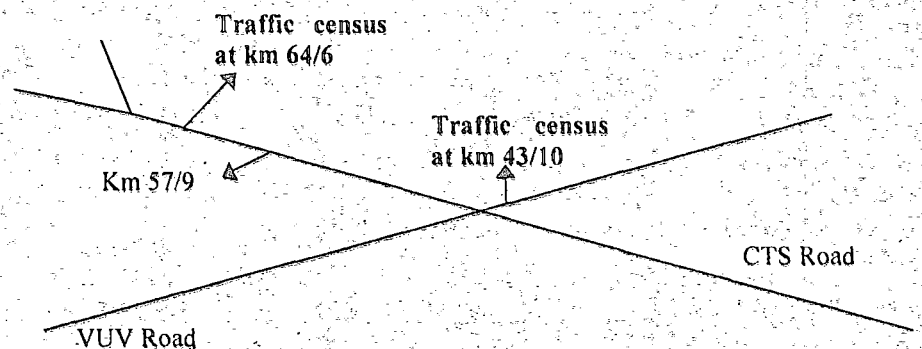 Traffic census
at km 64/6
Traffic census
at km 43/10
Km 57/9
CTS Road
VUV Road